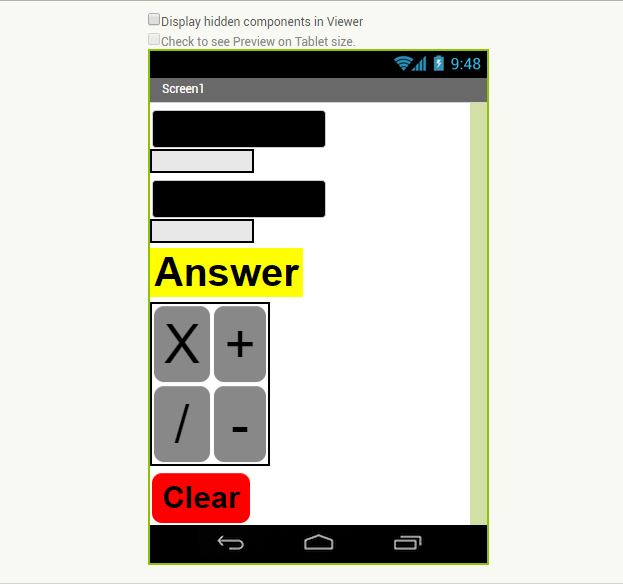 Display hidden components in Viewer
Check to see Preview on Tablet size.
9:48
Screen1
Answer
X +
/ -
Clear